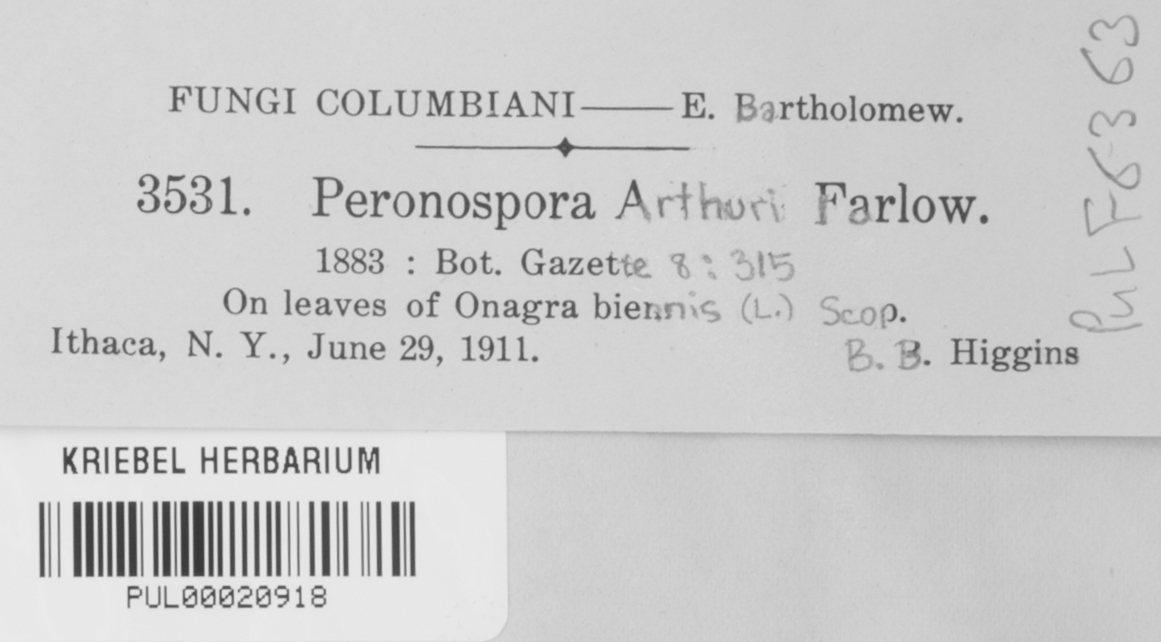 FUNGI COLUMBIANI——E. Bartholomew.
3531. Peronospora Arthuri Farlow.
1883 : Bot. Gazette 8 : 315
On leaves of Onagra biennis (L.) Scop.
Ithaca, N. Y., June 29, 1911. B. B. Higgins
PUL F6363
KRIEBEL HERBARIUM
PUL00020918